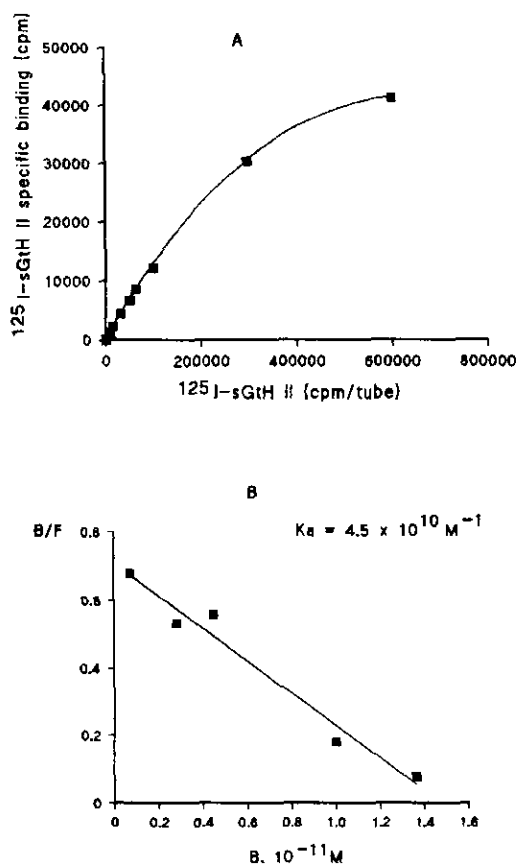 A
50000
40000
30000
20000
10000
0
125 I-sGtH II specific binding (cpm)
0 200000 400000 600000 800000
125 I-sGtH II (cpm/tube)
B
B/F
Ka = 4.5 x 10^10 M^-1
0.8
0.6
0.4
0.2
0
0 0.2 0.4 0.6 0.8 1.0 1.2 1.4 1.6
B, 10^-11 M